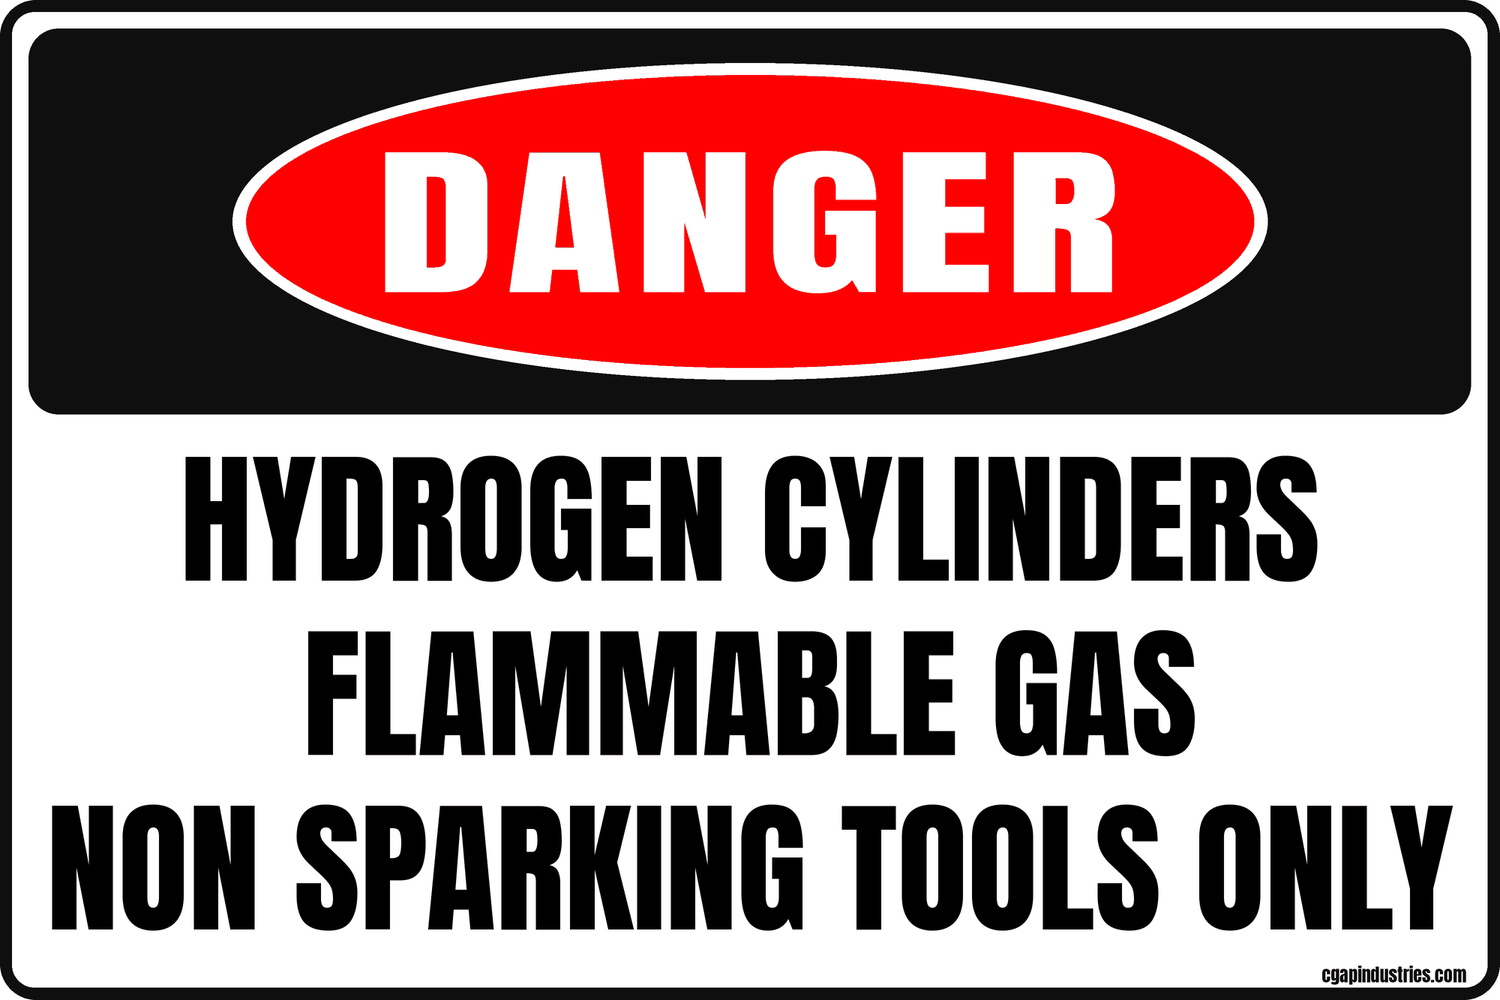 DANGER
HYDROGEN CYLINDERS
FLAMMABLE GAS
NON SPARKING TOOLS ONLY
cgapindustries.com